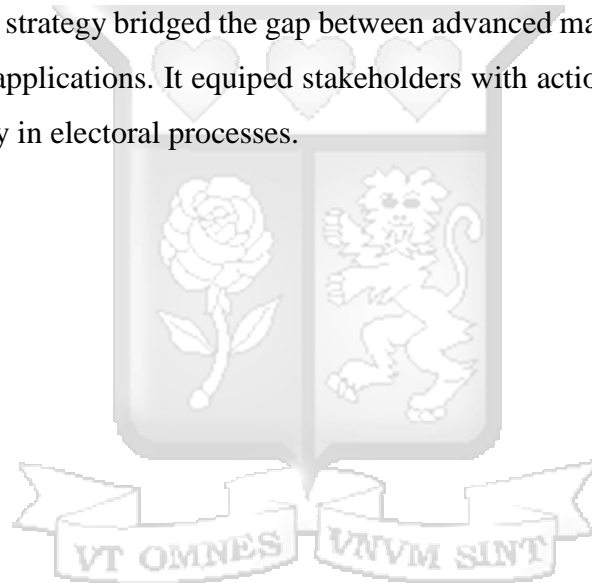 strategy bridged the gap between advanced ma
applications. It equiped stakeholders with actio
y in electoral processes.
VT OMNES VNVM SINT